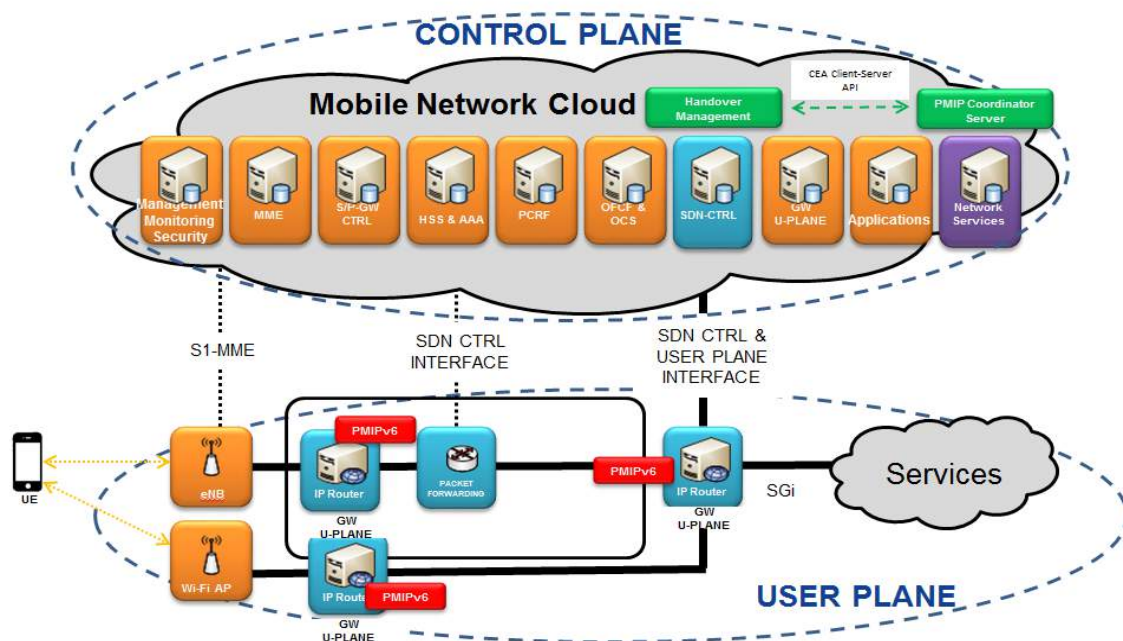 CONTROL PLANE
CEA Client-Server
API
Mobile Network Cloud
Handover
Management
PMIP Coordinator
Server
Management
Monitoring
Security
MME
S/P-GW
CTRL
HSS & AAA
PCRF
OFCF &
OCS
SDN-CTRL
GW
U-PLANE
Applications
Network
Services
S1-MME
SDN CTRL
INTERFACE
SDN CTRL &
USER PLANE
INTERFACE
UE
eNB
PMIPv6
IP Router
GW
U-PLANE
PACKET
FORWARDING
PMIPv6
IP Router
GW
U-PLANE
SGi
Services
Wi-Fi AP
IP Router
PMIPv6
GW
U-PLANE
USER PLANE